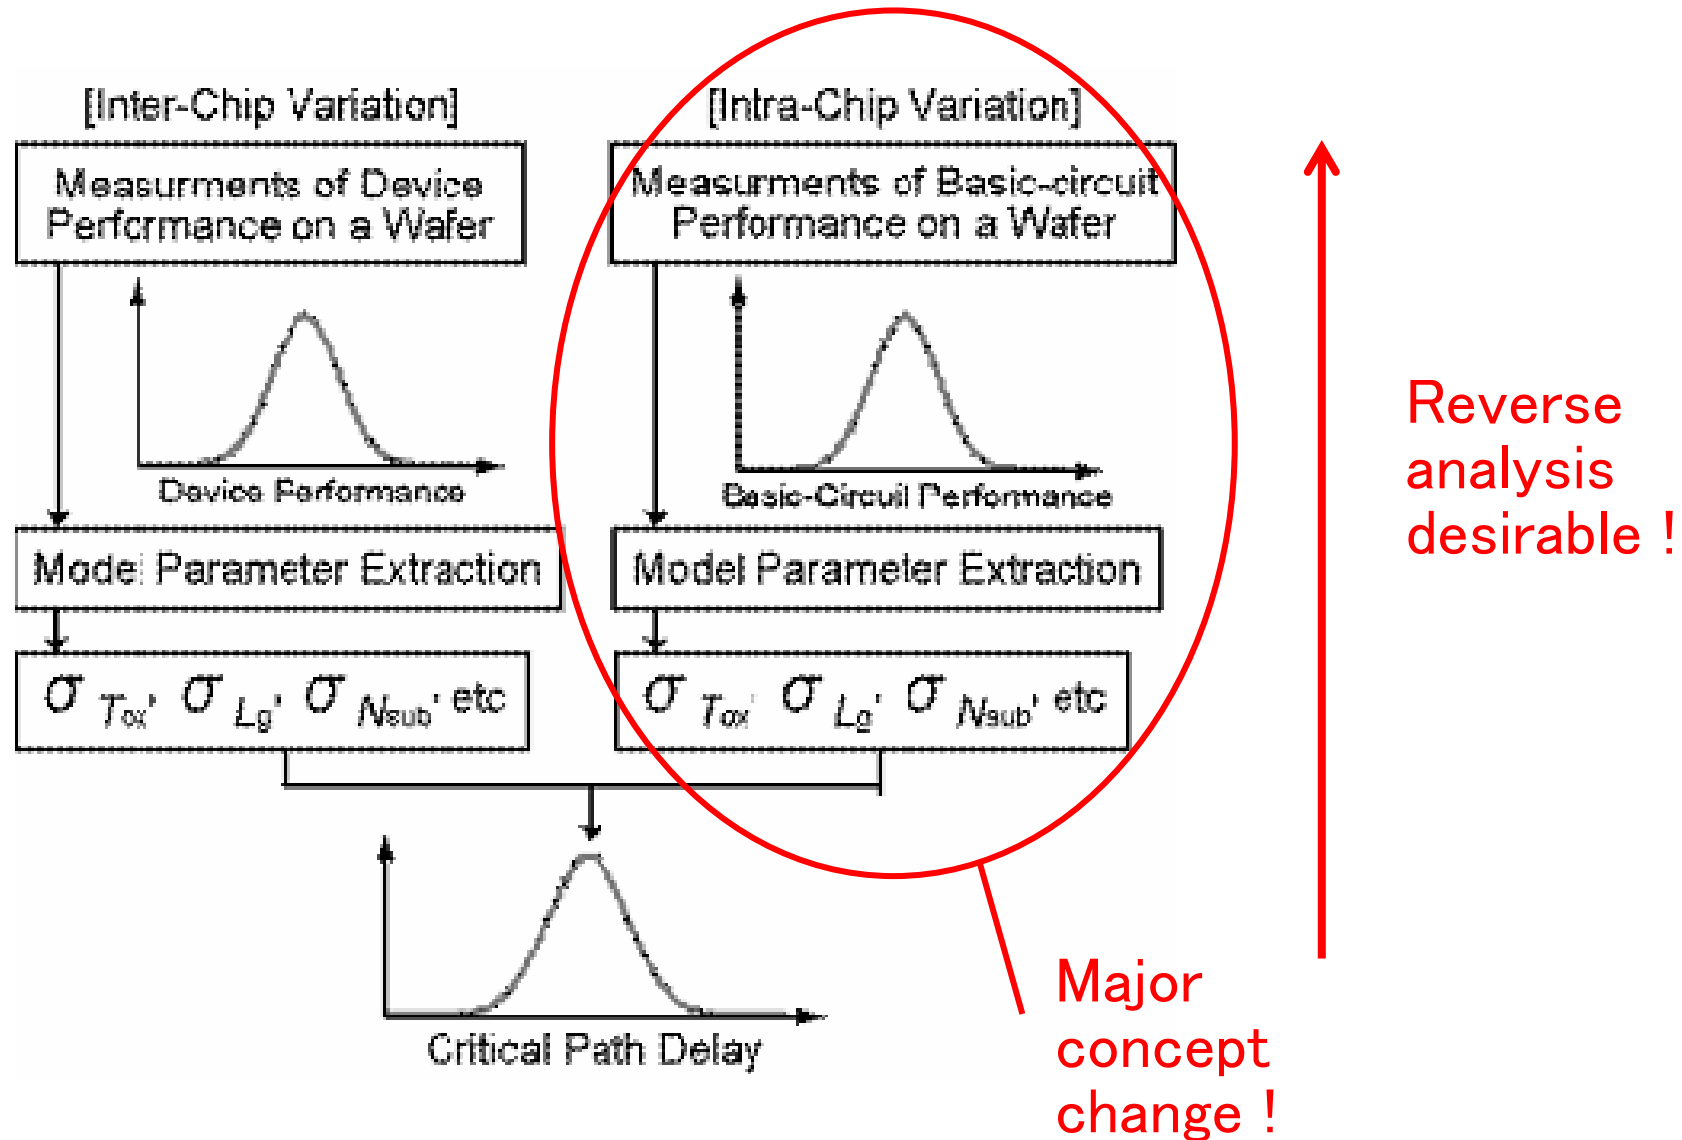 [Inter-Chip Variation]
Measurments of Device
Performance on a Wafer
Device Performance
Model Parameter Extraction
σ Tox, σ Lg, σ Nsub, etc
[Intra-Chip Variation]
Measurments of Basic-circuit
Performance on a Wafer
Basic-Circuit Performance
Model Parameter Extraction
σ Tox, σ Lg, σ Nsub, etc
Critical Path Delay
Reverse
analysis
desirable !
Major
concept
change !